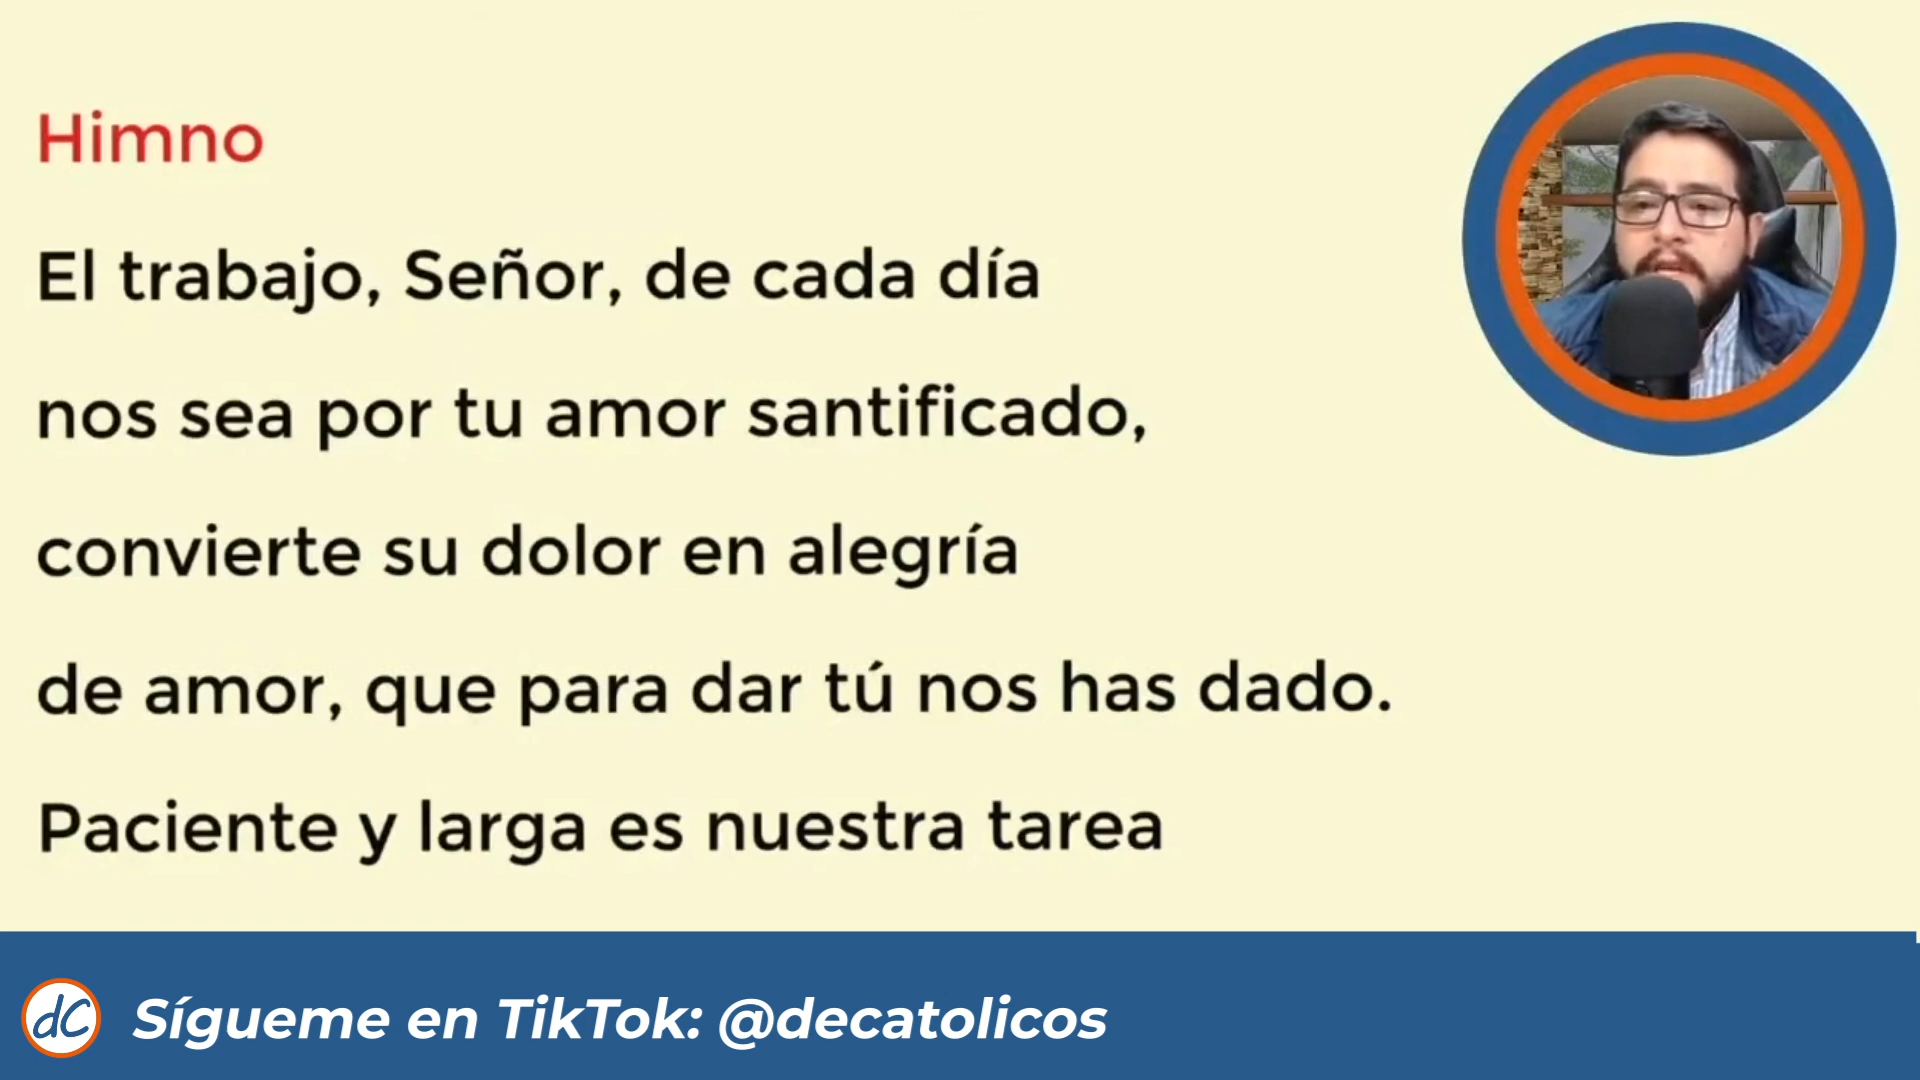 Himno
El trabajo, Señor, de cada día
nos sea por tu amor santificado,
convierte su dolor en alegría
de amor, que para dar tú nos has dado.
Paciente y larga es nuestra tarea
dC Sígueme en TikTok: @decatolicos